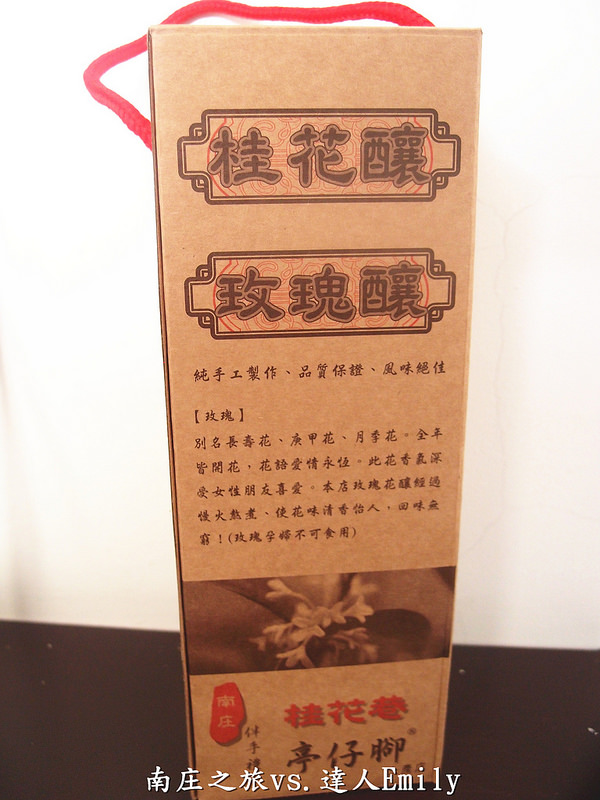 桂花釀
玫瑰釀
純手工製作、品質保證、風味絕佳
【玫瑰】
別名長壽花、庚甲花、月季花。全年
皆開花，花語愛情永恆。此花香氣深
受女性朋友喜愛。本店玫瑰花釀經過
慢火熬煮、使花味清香怡人，回味無
窮！(玫瑰孕婦不可食用)
南庄
伴手禮
桂花巷
亭仔腳®
南庄之旅vs.達人Emily